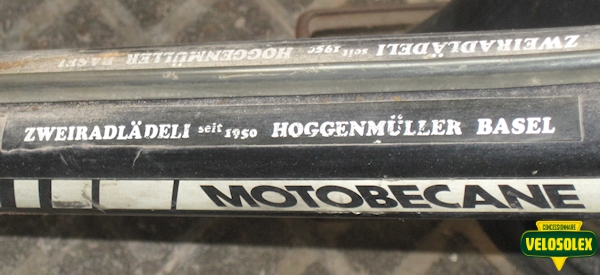 ZWEIRADLÄDELI seit 1950 HOGGENMÜLLER BASEL
ZWEIRADLÄDELI seit 1950 HOGGENMÜLLER BASEL
MOTOBECANE
CONCESSIONNAIRE
VELOSOLEX